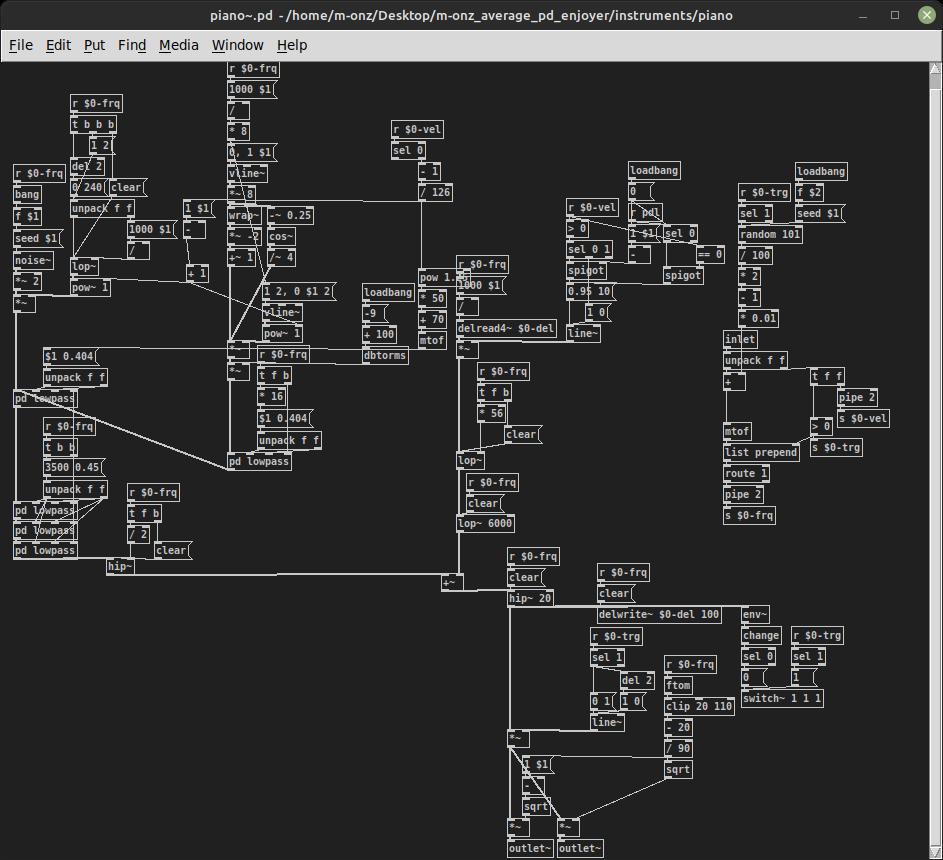 piano~.pd - /home/m-onz/Desktop/m-onz_average_pd_enjoyer/instruments/piano
File Edit Put Find Media Window Help
r $0-frq
bang
f $1
seed $1
noise~
*~ 2
*~
r $0-frq
t b b b
1 2
del 2
0 240
clear
unpack f f
1000 $1
/
lop~
pow~ 1
1 $1
-
+ 1
r $0-frq
1000 $1
/
* 8
0, 1 $1
vline~
*~ 8
wrap~
-~ 0.25
*~ -2
cos~
+~ 1
/~ 4
1 2, 0 $1 2
vline~
pow~ 1
*~
*~
r $0-frq
t f b
* 16
$1 0.404
unpack f f
pd lowpass
$1 0.404
unpack f f
pd lowpass
r $0-frq
t b b
3500 0.45
unpack f f
pd lowpass
pd lowpass
pd lowpass
r $0-frq
t f b
/ 2
clear
hip~
r $0-vel
sel 0
- 1
/ 126
* 50
+ 70
mtof
loadbang
-9
+ 100
dbtorms
r $0-frq
1000 $1
/
delread4~ $0-del
*~
r $0-frq
t f b
* 56
clear
lop~
r $0-frq
clear
lop~ 6000
+~
r $0-vel
> 0
sel 0 1
spigot
0.95 10
1 0
line~
loadbang
0
r pdl
1 $1
-
sel 0
== 0
spigot
r $0-trg
sel 1
random 101
/ 100
* 2
- 1
* 0.01
loadbang
f $2
seed $1
inlet
unpack f f
+
mtof
list prepend
route 1
pipe 2
s $0-frq
t f f
pipe 2
s $0-vel
> 0
s $0-trg
r $0-frq
clear
hip~ 20
r $0-frq
clear
delwrite~ $0-del 100
r $0-trg
sel 1
del 2
0 1
1 0
line~
r $0-frq
ftom
clip 20 110
- 20
/ 90
sqrt
env~
change
sel 0
0
r $0-trg
sel 1
1
switch~ 1 1 1
*~
1 $1
-
sqrt
*~
*~
outlet~
outlet~